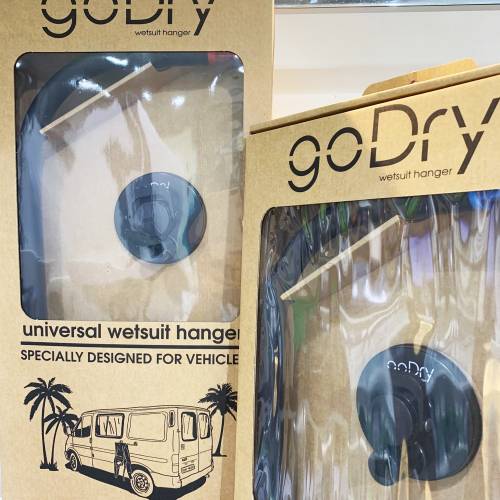 goDry
wetsuit hanger
goDry
universal wetsuit hanger
SPECIALLY DESIGNED FOR VEHICLE
goDry
wetsuit hanger
goDry